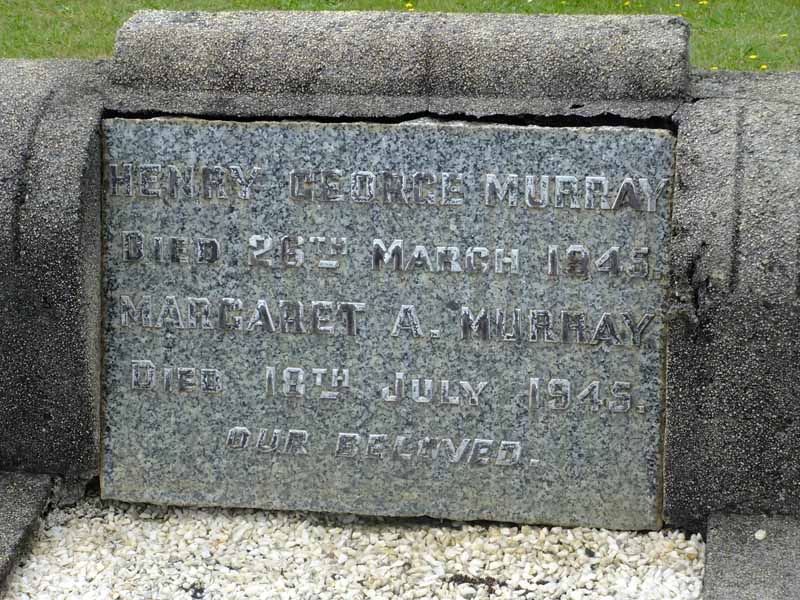 HENRY GEORGE MURRAY
DIED 26TH MARCH 1945.
MARGARET A. MURRAY
DIED 18TH JULY 1945.
OUR BELOVED.